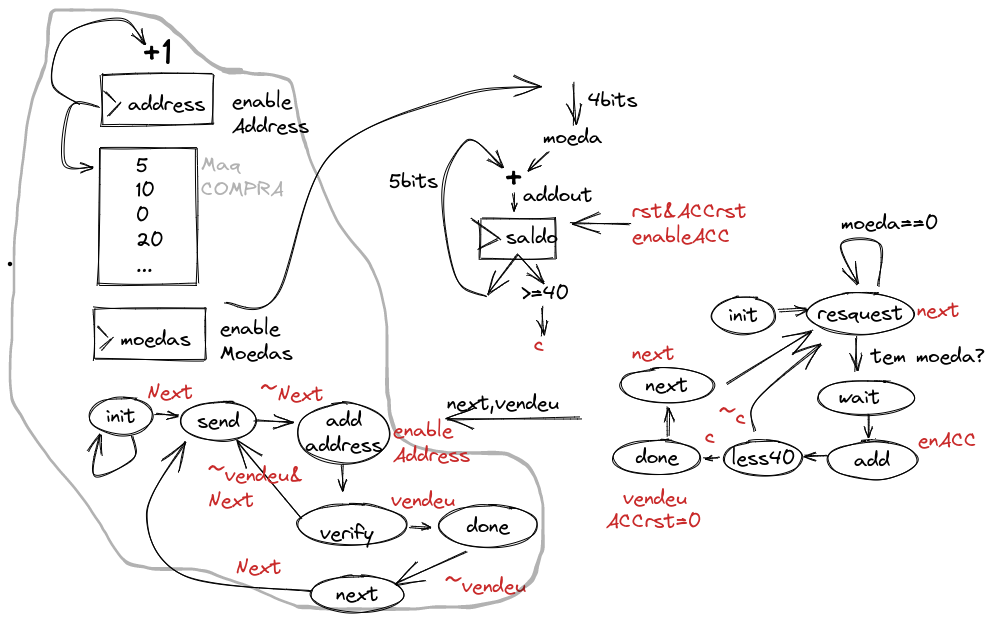 +1
address
enable
Address
5
10
0
20
...
Maq
COMPRA
moedas
enable
Moedas
4bits
moeda
+
5bits
addout
saldo
rst&ACCrst
enableACC
>=40
c
moeda==0
init
resquest
next
tem moeda?
wait
enACC
add
less40
~c
c
done
vendeu
ACCrst=0
next
next
next,vendeu
init
Next
send
~Next
add
address
enable
Address
~vendeu&
Next
verify
vendeu
done
~vendeu
next
Next